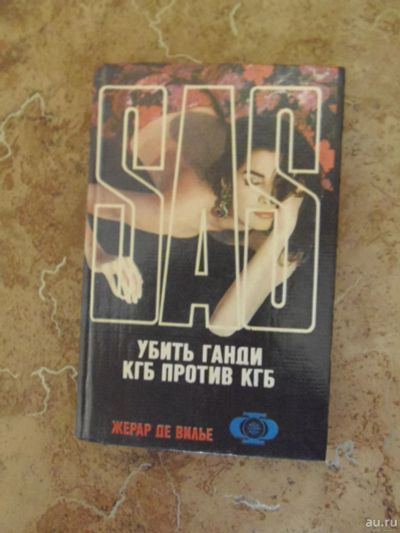 SAS
УБИТЬ ГАНДИ
КГБ ПРОТИВ КГБ
ЖЕРАР ДЕ ВИЛЬЕ
au.ru